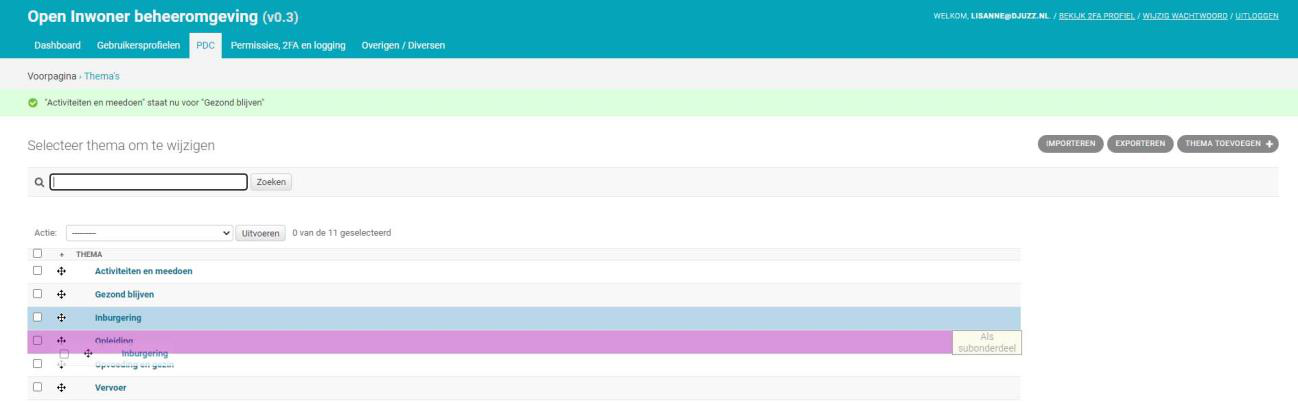 Open Inwoner beheeromgeving (v0.3)
WELKOM, LISANNE@DJUZZ.NL. / BEKIJK 2FA PROFIEL / WIJZIG WACHTWOORD / UITLOGGEN
Dashboard Gebruikersprofielen PDC Permissies, 2FA en logging Overigen / Diversen
Voorpagina › Thema's
"Activiteiten en meedoen" staat nu voor "Gezond blijven"
Selecteer thema om te wijzigen
IMPORTEREN EXPORTEREN THEMA TOEVOEGEN +
Zoeken
Actie: --------- Uitvoeren 0 van de 11 geselecteerd
THEMA
Activiteiten en meedoen
Gezond blijven
Inburgering
Opleiding
Als
subonderdeel
Inburgering
Opvoeding en gezin
Vervoer